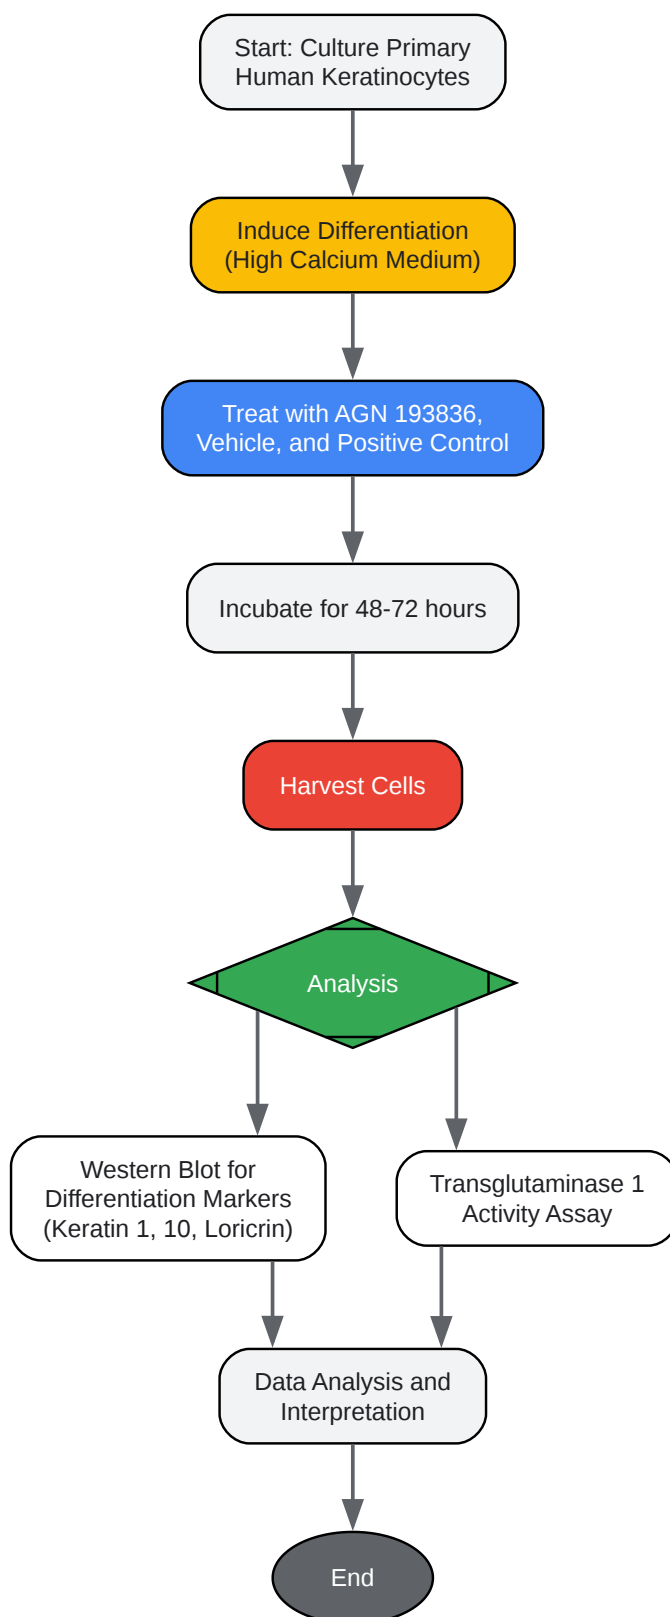 Start: Culture Primary
Human Keratinocytes
Induce Differentiation
(High Calcium Medium)
Treat with AGN 193836,
Vehicle, and Positive Control
Incubate for 48-72 hours
Harvest Cells
Analysis
Western Blot for
Differentiation Markers
(Keratin 1, 10, Loricrin)
Transglutaminase 1
Activity Assay
Data Analysis and
Interpretation
End